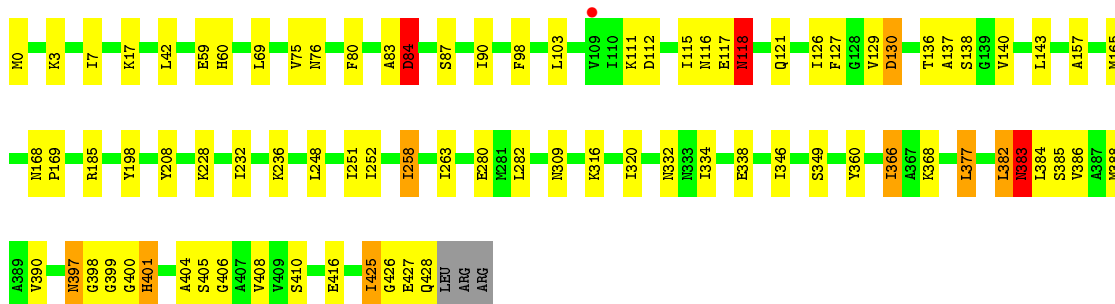 M0 K3 I7 K17 L42 E59 H60 L69 V75 N76 F80 A83 D84 S87 I90 F98 L103 V109 I110 K111 D112 I115 N116 E117 N118 Q121 I126 F127 G128 V129 D130 T136 A137 S138 G139 V140 L143 A157 M165
N168 P169 R185 Y198 Y208 K228 I232 K236 L248 I251 I252 I258 I263 E280 M281 L282 N309 K316 I320 N332 N333 I334 E338 I346 S349 Y360 I366 A367 K368 L377 L382 N383 L384 S385 V386 A387 M388
A389 V390 N397 G398 G399 G400 H401 A404 S405 G406 A407 V408 V409 S410 E416 I425 G426 E427 Q428 LEU ARG ARG